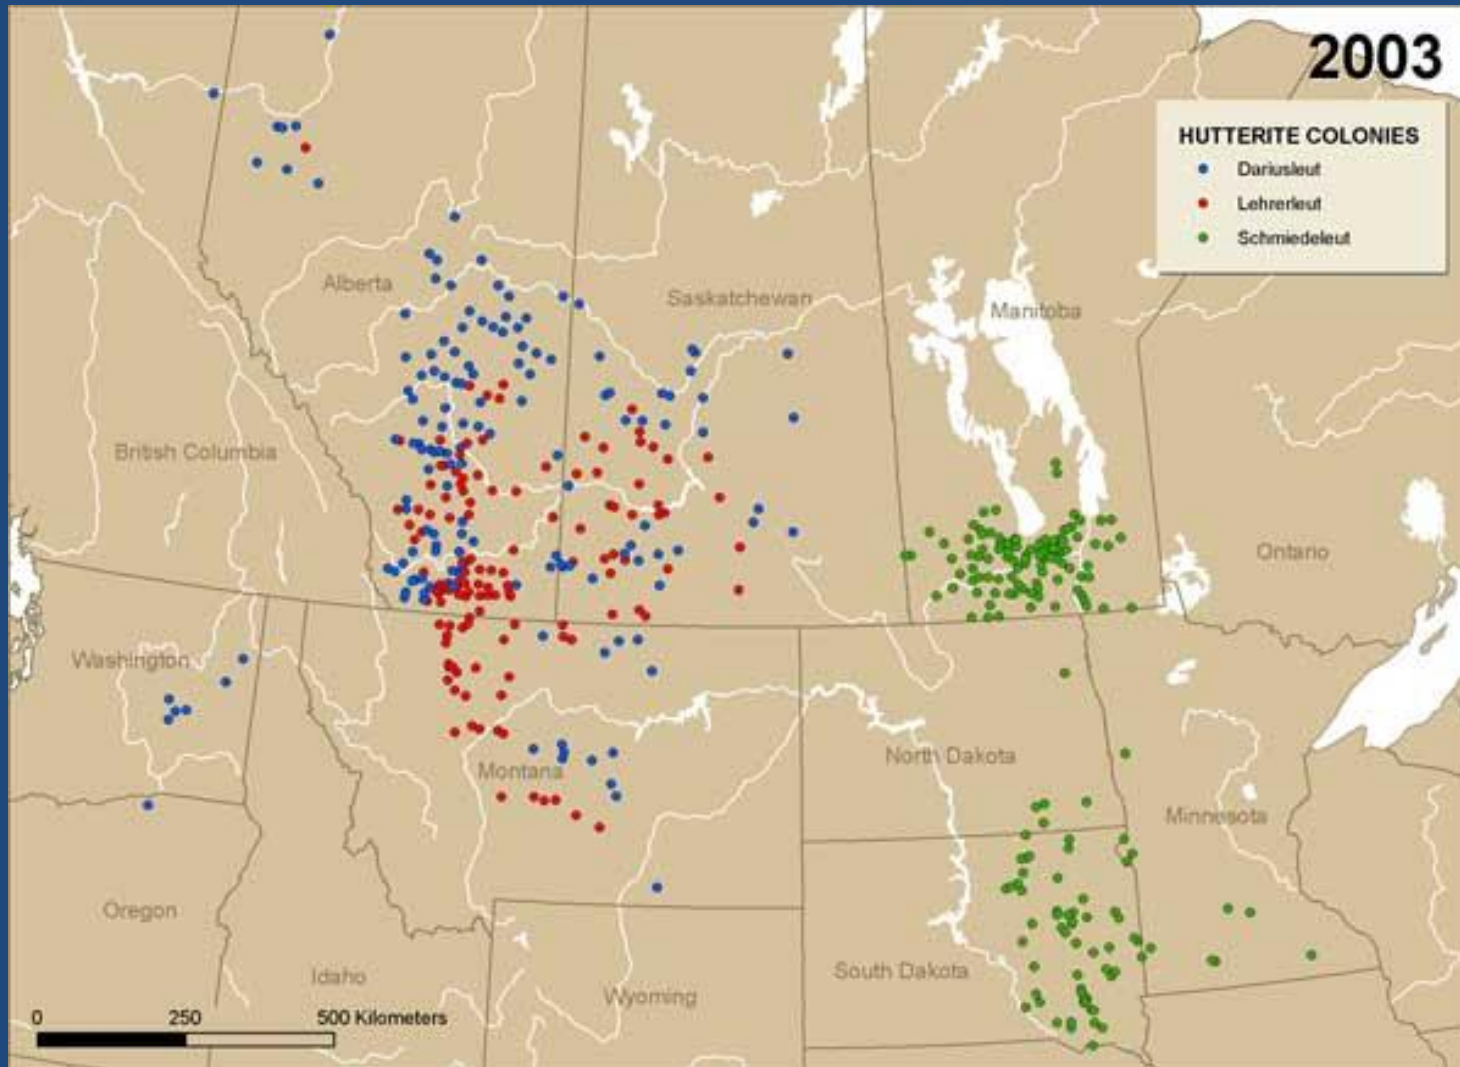 2003
HUTTERITE COLONIES
Dariusleut
Lehrerleut
Schmiedeleut
Alberta
Saskatchewan
Manitoba
British Columbia
Ontario
Washington
North Dakota
Montana
Minnesota
Oregon
South Dakota
Idaho
Wyoming
0 250 500 Kilometers